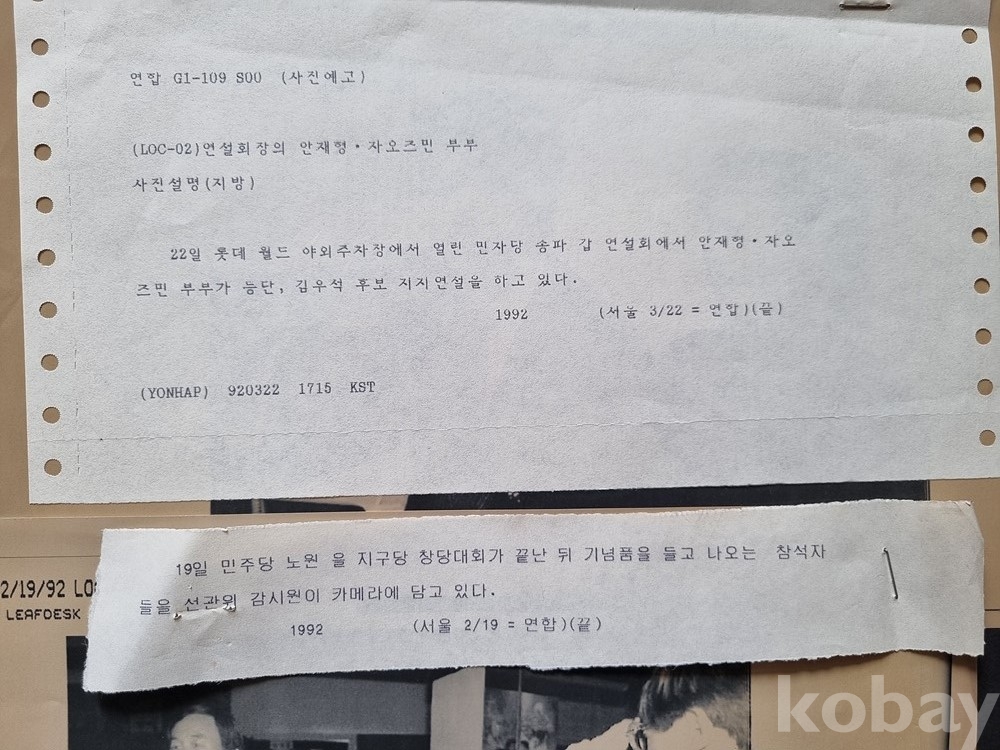 연합 G1-109 S00 (사진예고)
(LOC-02)연설회장의 안재형·자오즈민 부부
사진설명(지방)
22일 롯데 월드 야외주차장에서 열린 민자당 송파 갑 연설회에서 안재형·자오
즈민 부부가 등단, 김우석 후보 지지연설을 하고 있다.
1992 (서울 3/22 = 연합)(끝)
(YONHAP) 920322 1715 KST
19일 민주당 노원 을 지구당 창당대회가 끝난 뒤 기념품을 들고 나오는 참석자
들을 선관위 감시원이 카메라에 담고 있다.
1992 (서울 2/19 = 연합)(끝)
2/19/92 LO
LEAFDESK
kobay